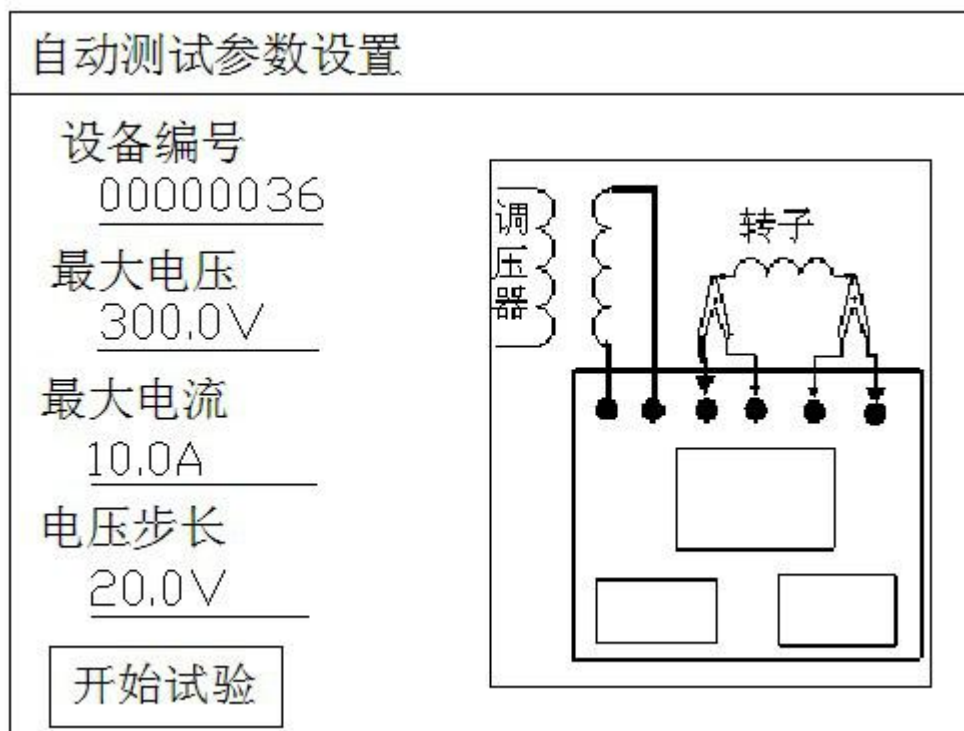 自动测试参数设置
设备编号
00000036
最大电压
300.0V
最大电流
10.0A
电压步长
20.0V
开始试验
调压器
转子